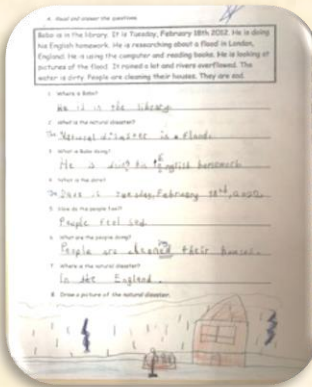 A. Read and answer the questions.
Bobo is in the library. It is Tuesday, February 18th 2002. He is doing
his English homework. He is researching about a flood in London,
England. He is using the computer and reading books. He is looking at
pictures of the flood. It rained a lot and rivers overflowed. The
water is dirty. People are cleaning their houses. They are sad.
1. Where is Bobo?
He is in the library.
2. What is the natural disaster?
The Natural disaster is a Flood.
3. What is Bobo doing?
He is doing his English homework.
4. What is the date?
The Date is tuesday, February 18
5. How do the people feel?
People feel sad.
6. What are the people doing?
People are cleaned their houses.
7. Where is the natural disaster?
In the England.
8. Draw a picture of the natural disaster.